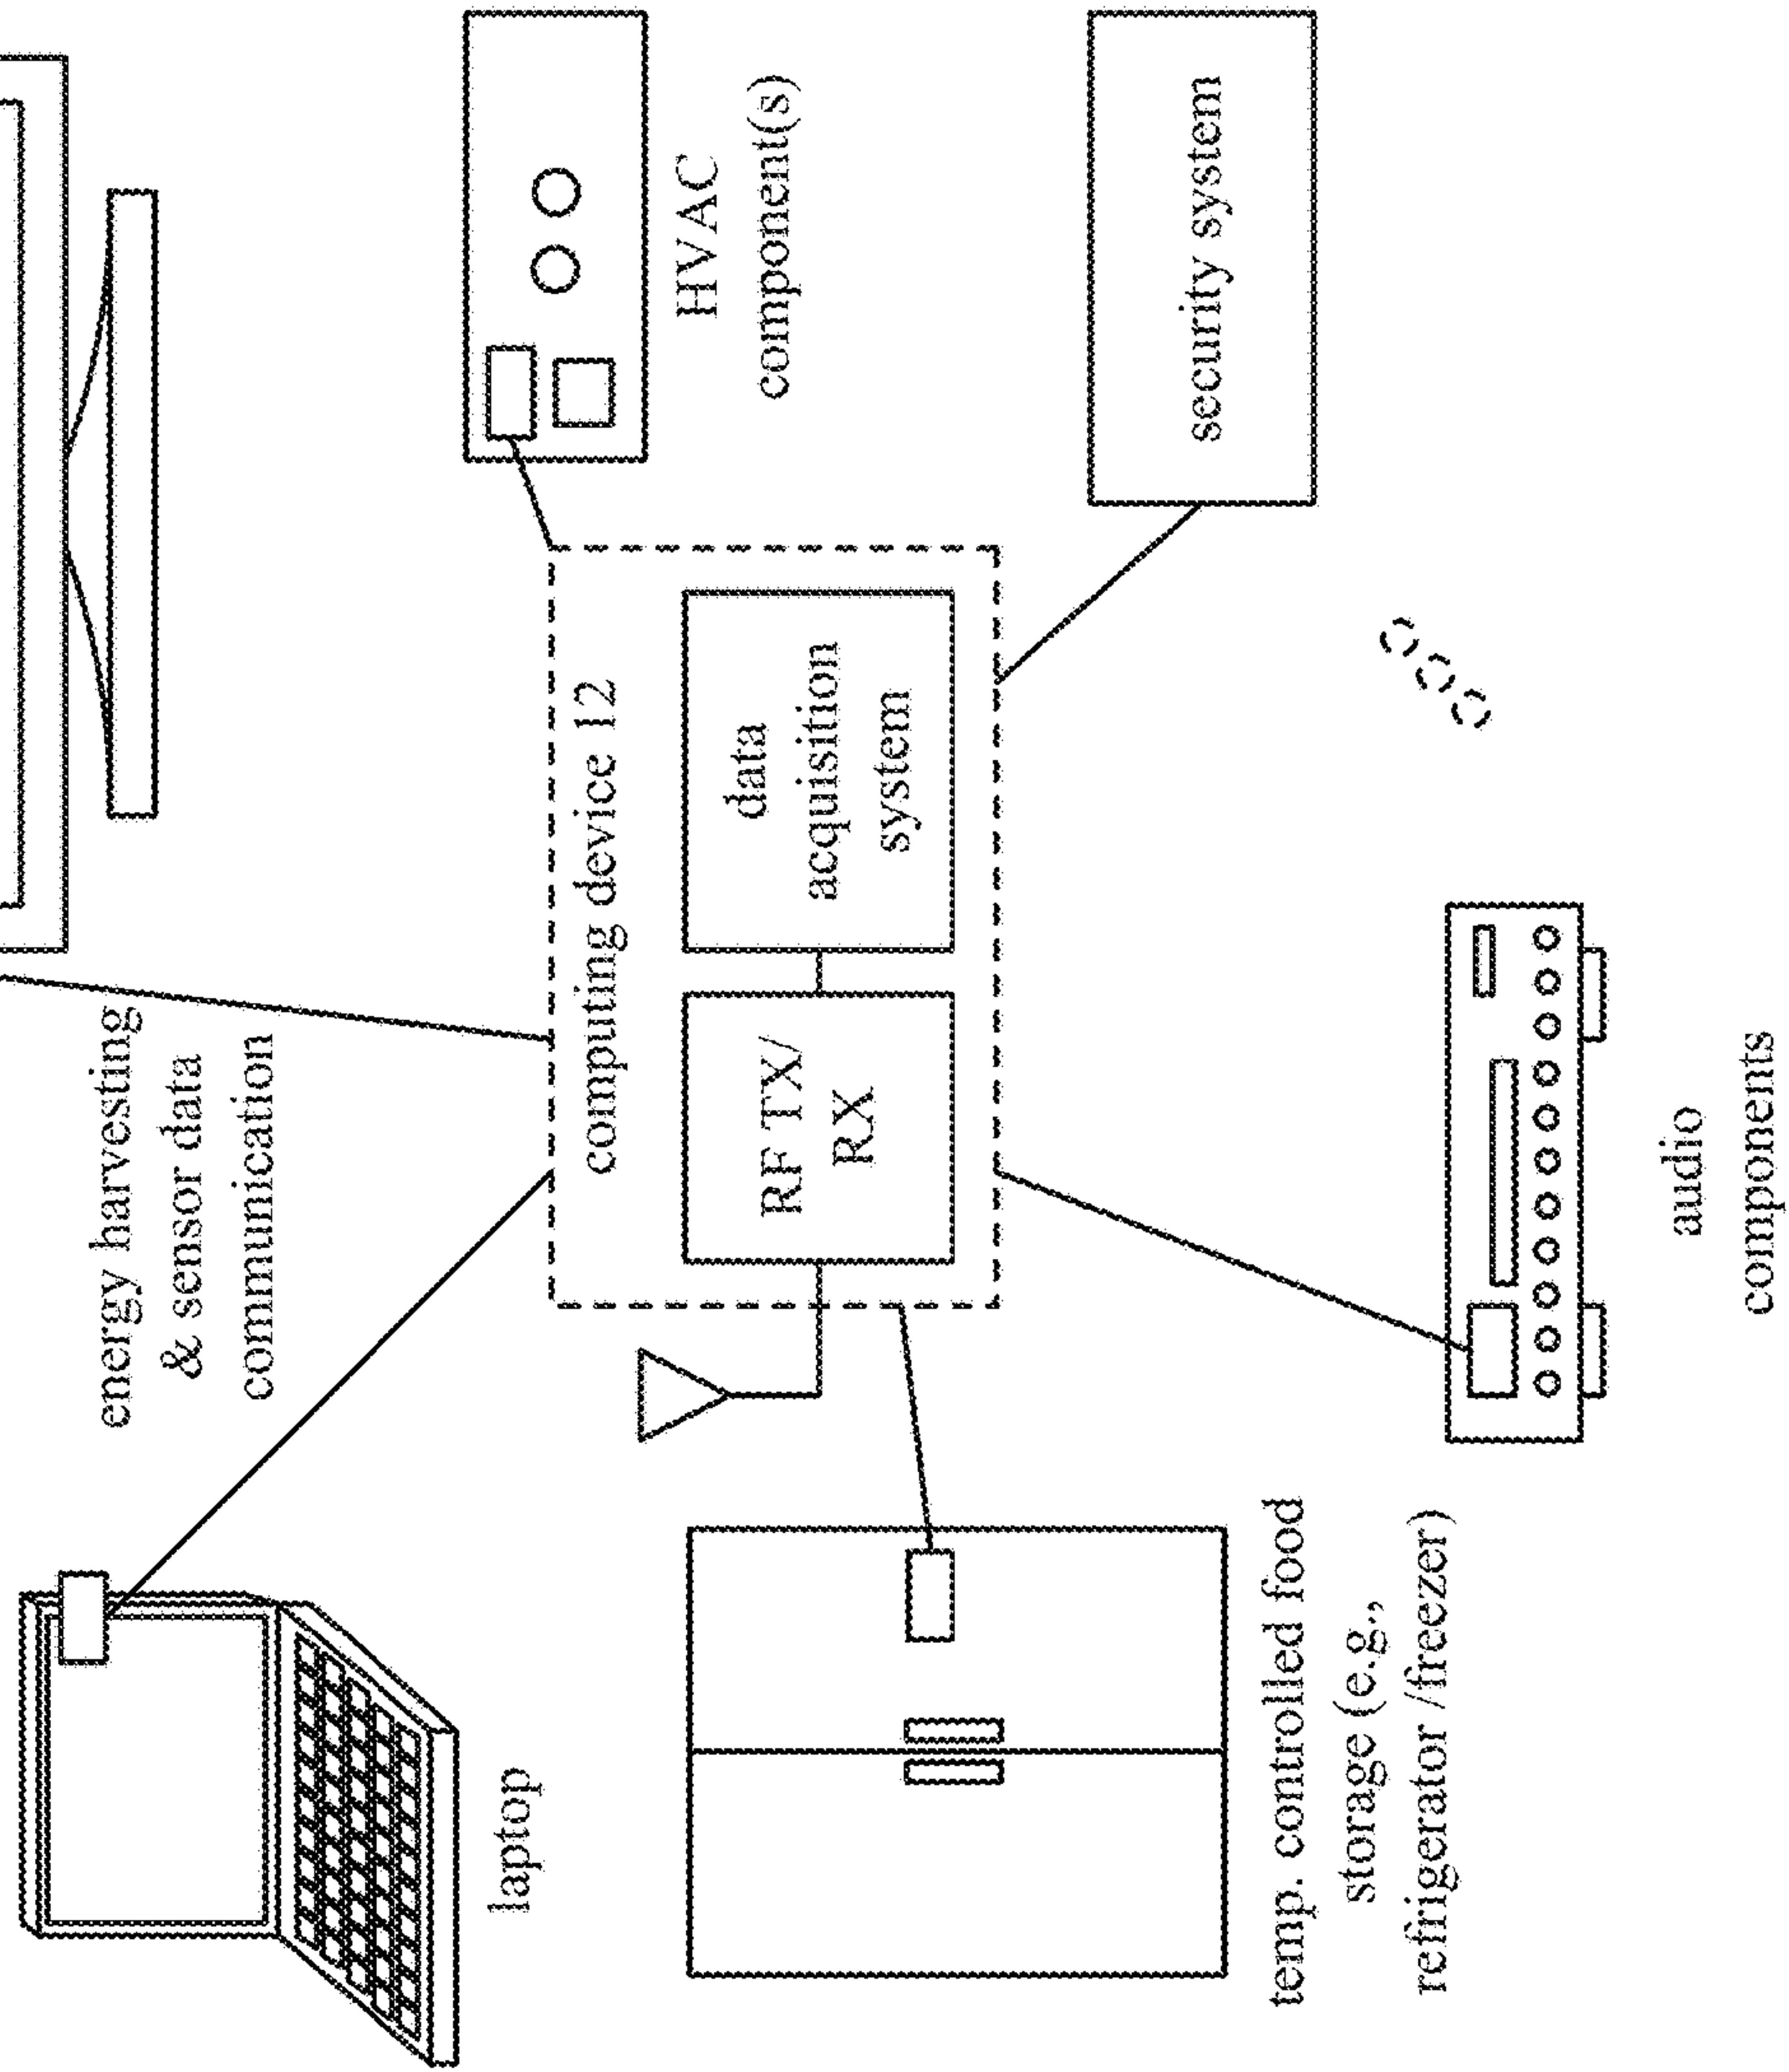 energy harvesting
& sensor data
communication
laptop
computing device 12
RF TX/
RX
data
acquisition
system
HVAC
component(s)
temp. controlled food
storage (e.g.,
refrigerator /freezer)
security system
audio
components